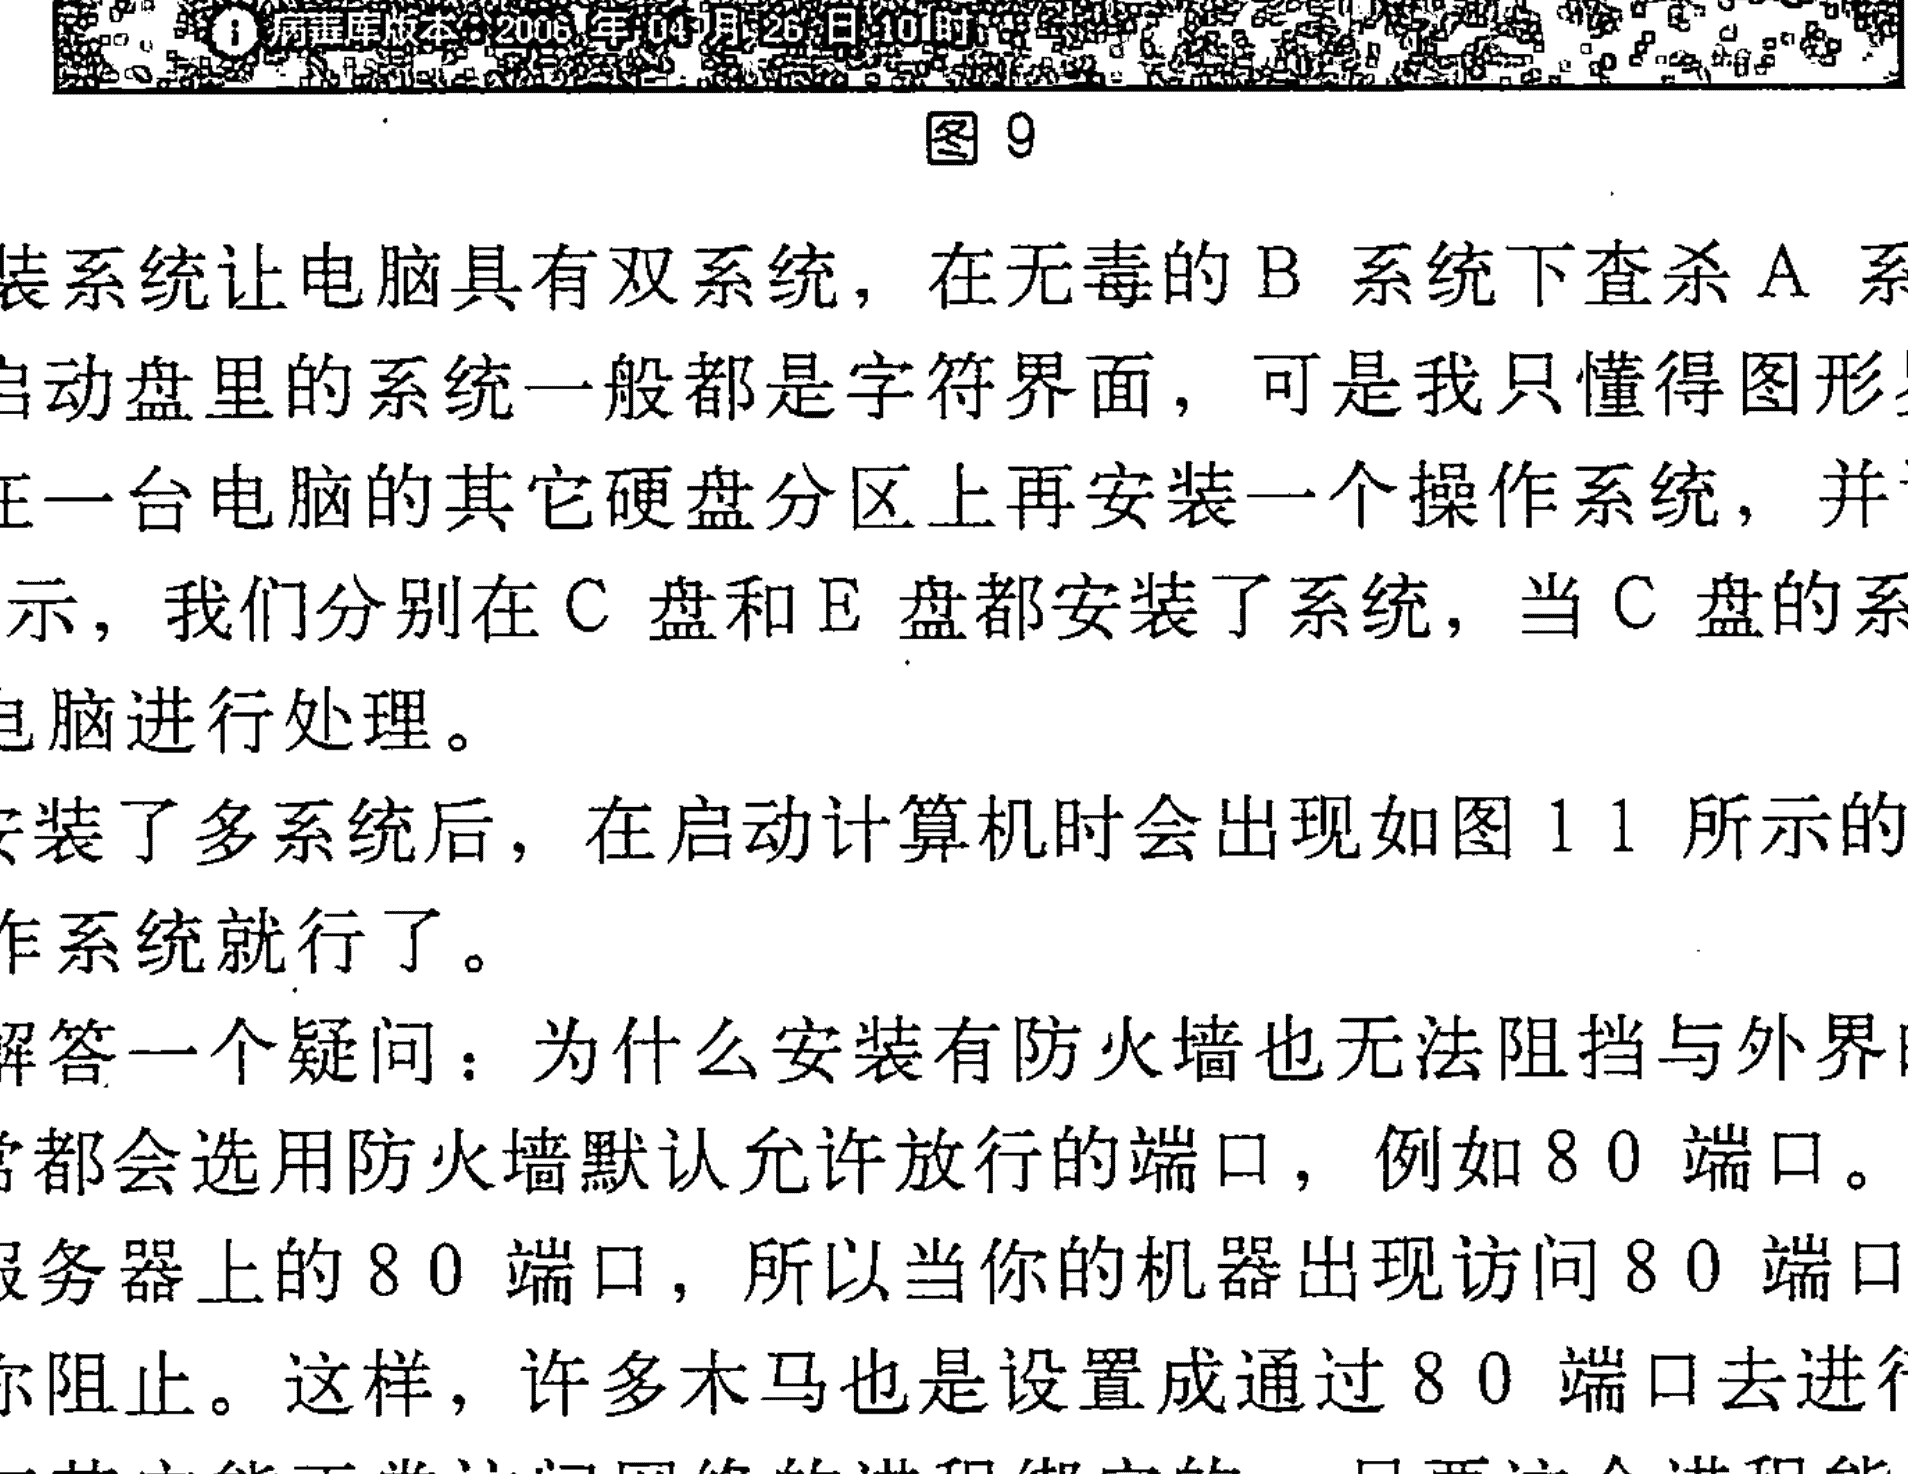 病毒库版本：2006 年 04 月 26 日 10 时
图 9
装系统让电脑具有双系统，在无毒的B 系统下查杀A 系
启动盘里的系统一般都是字符界面，可是我只懂得图形界
在一台电脑的其它硬盘分区上再安装一个操作系统，并
示，我们分别在C 盘和E 盘都安装了系统，当C 盘的系
电脑进行处理。
安装了多系统后，在启动计算机时会出现如图11 所示的
作系统就行了。
解答一个疑问：为什么安装有防火墙也无法阻挡与外界的
常都会选用防火墙默认允许放行的端口，例如80 端口。
服务器上的80 端口，所以当你的机器出现访问80 端口
你阻止。这样，许多木马也是设置成通过80 端口去进行